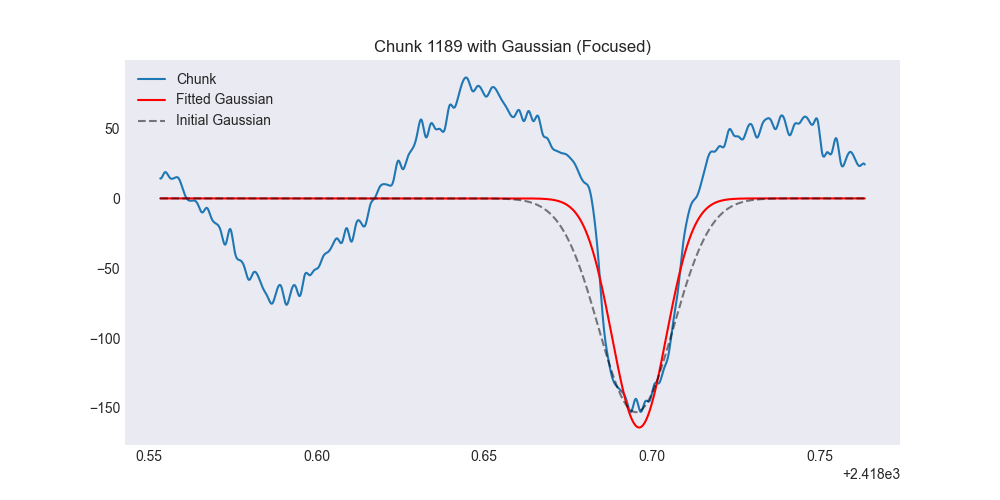 Chunk 1189 with Gaussian (Focused)
Chunk
Fitted Gaussian
Initial Gaussian
50
0
−50
−100
−150
0.55 0.60 0.65 0.70 0.75
+2.418e3